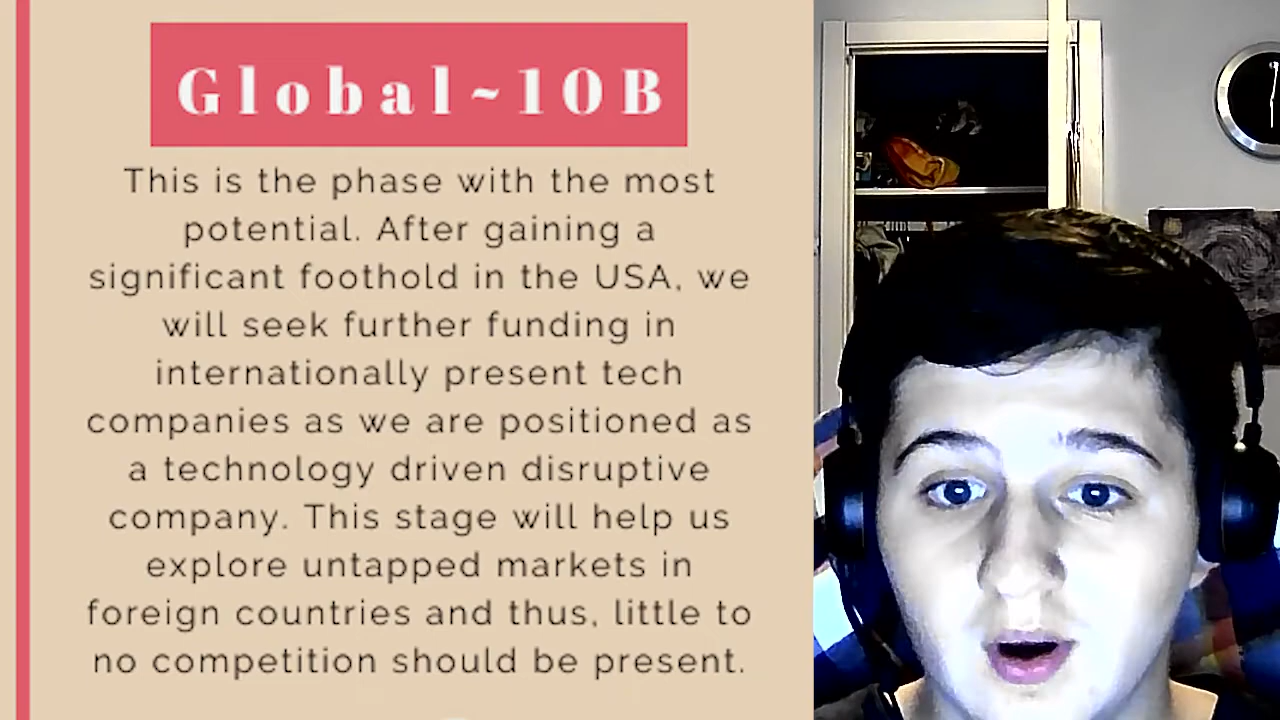 Global~10B
This is the phase with the most
potential. After gaining a
significant foothold in the USA, we
will seek further funding in
internationally present tech
companies as we are positioned as
a technology driven disruptive
company. This stage will help us
explore untapped markets in
foreign countries and thus, little to
no competition should be present.